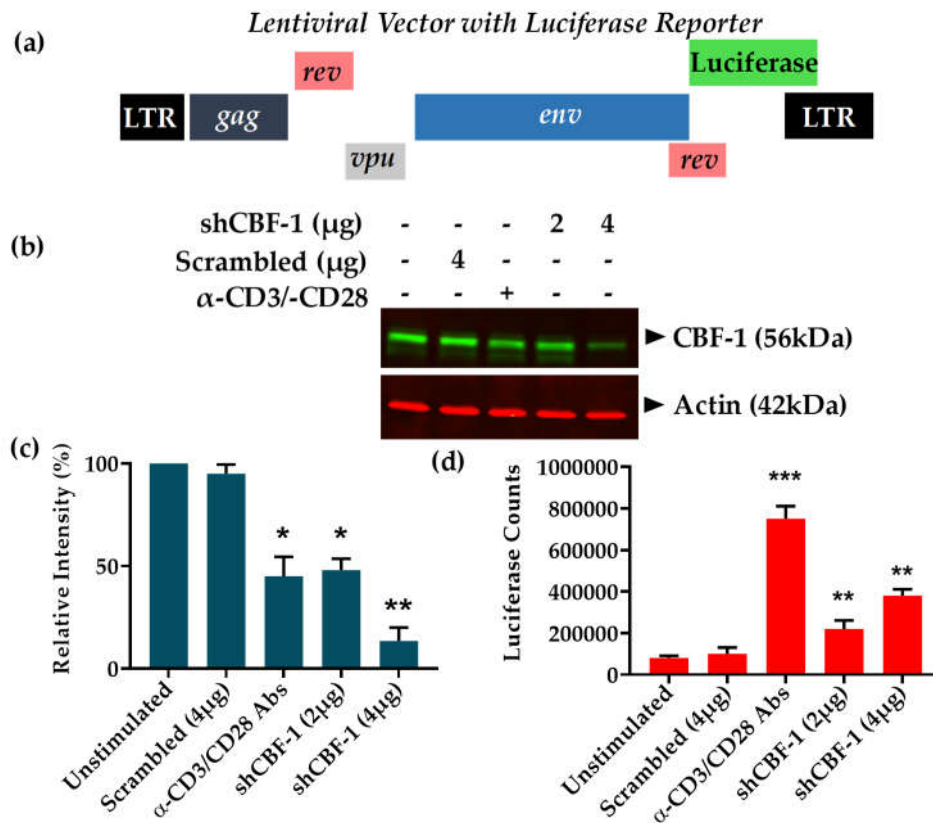 (a)
Lentiviral Vector with Luciferase Reporter
rev
Luciferase
LTR gag env LTR
vpu rev
(b)
shCBF-1 (µg) - - - 2 4
Scrambled (µg) - 4 - - -
α-CD3/-CD28 - - + - -
CBF-1 (56kDa)
Actin (42kDa)
(c)
Relative Intensity (%)
100
50
0
*
*
**
Unstimulated
Scrambled (4µg)
α-CD3/CD28 Abs
shCBF-1 (2µg)
shCBF-1 (4µg)
(d)
Luciferase Counts
1000000
800000
600000
400000
200000
0
***
**
**
Unstimulated
Scrambled (4µg)
α-CD3/CD28 Abs
shCBF-1 (2µg)
shCBF-1 (4µg)